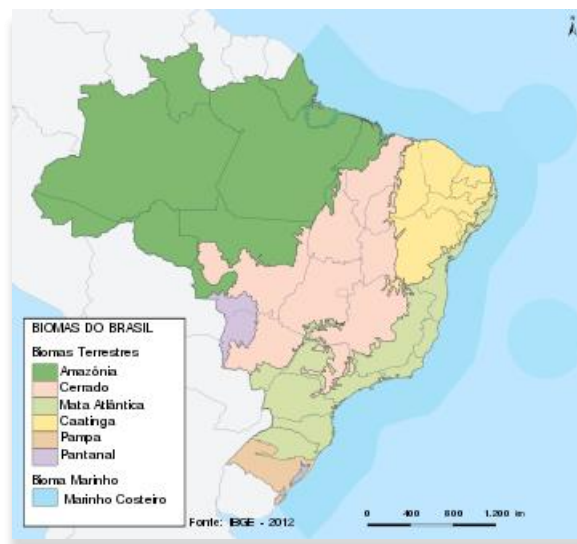 BIOMAS DO BRASIL
Biomas Terrestres
Amazônia
Cerrado
Mata Atlântica
Caatinga
Pampa
Pantanal
Bioma Marinho
Marinho Costeiro
Fonte: IBGE - 2012
0 400 800 1.200 km